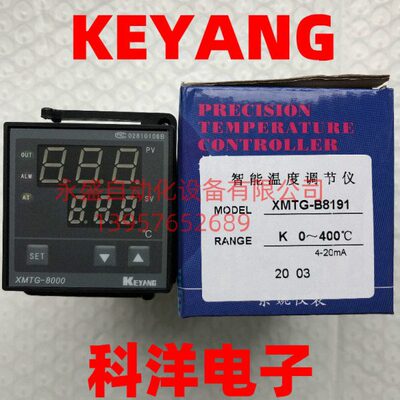 KEYANG
02810106B
OUT
PV
ALM
AT
SV
℃
SET
XMTG-8000
KEYANG
PRECISION
TEMPERATURE
CONTROLLER
智能温度调节仪
MODEL XMTG-B8191
RANGE K 0～400℃
4-20mA
20 03
永盛自动化设备有限公司
13957652689
科洋电子